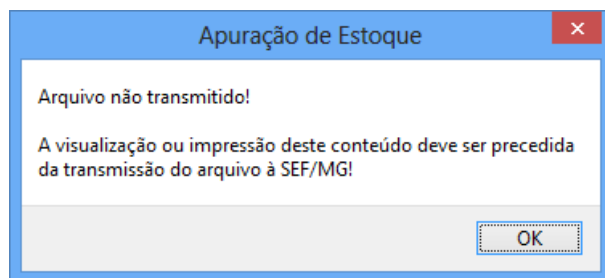 Apuração de Estoque
Arquivo não transmitido!
A visualização ou impressão deste conteúdo deve ser precedida
da transmissão do arquivo à SEF/MG!
OK